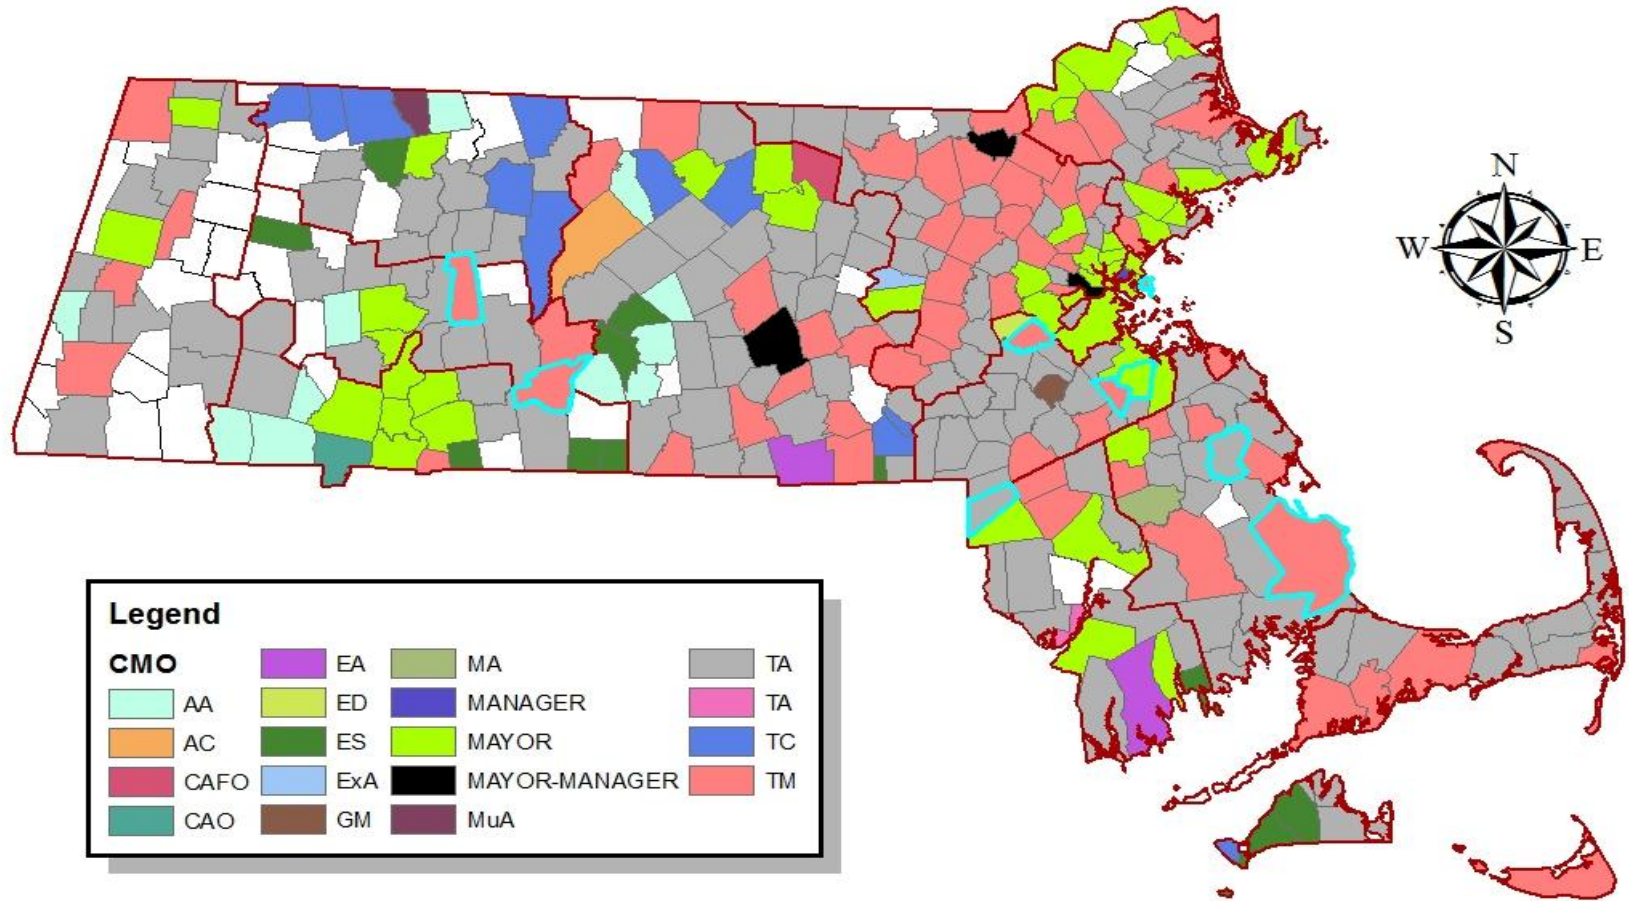 N
W
E
S
Legend
CMO
AA
AC
CAFO
CAO
EA
ED
ES
ExA
GM
MA
MANAGER
MAYOR
MAYOR-MANAGER
MuA
TA
TA
TC
TM